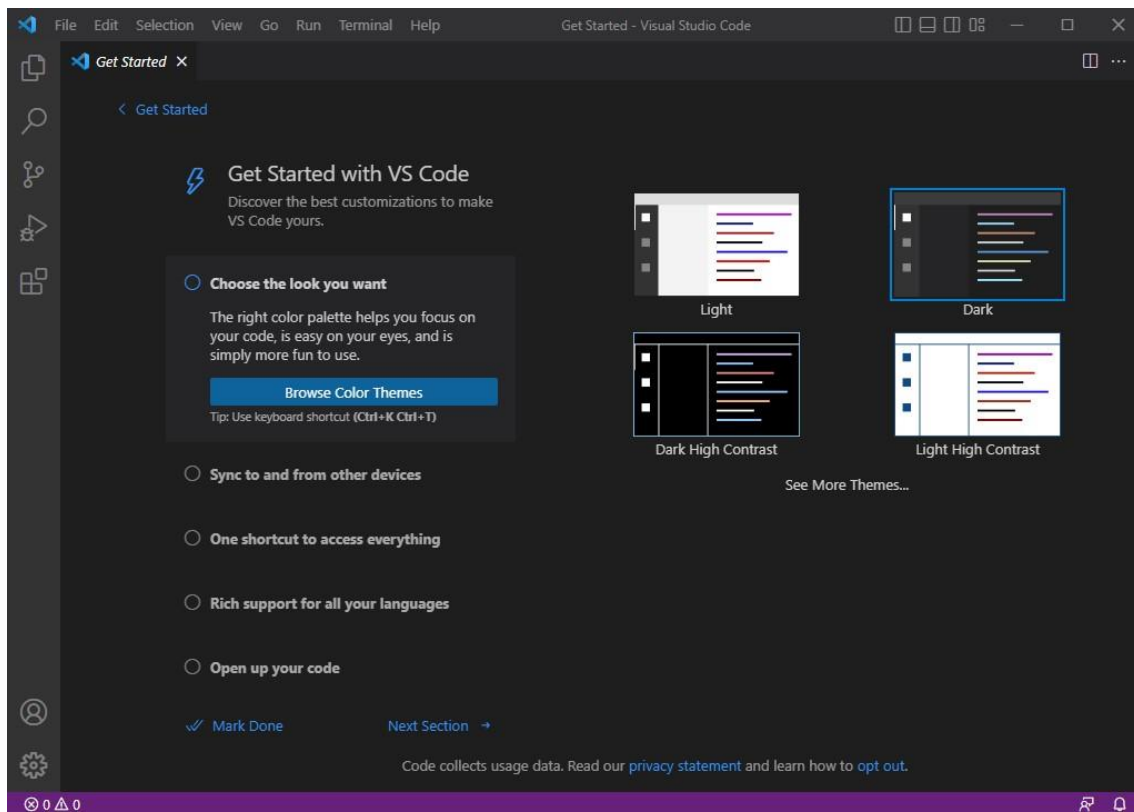 File Edit Selection View Go Run Terminal Help
Get Started - Visual Studio Code
Get Started
Get Started
Get Started with VS Code
Discover the best customizations to make
VS Code yours.
Choose the look you want
The right color palette helps you focus on
your code, is easy on your eyes, and is
simply more fun to use.
Browse Color Themes
Tip: Use keyboard shortcut (Ctrl+K Ctrl+T)
Sync to and from other devices
One shortcut to access everything
Rich support for all your languages
Open up your code
Mark Done
Next Section →
Light
Dark
Dark High Contrast
Light High Contrast
See More Themes...
Code collects usage data. Read our privacy statement and learn how to opt out.
0 0